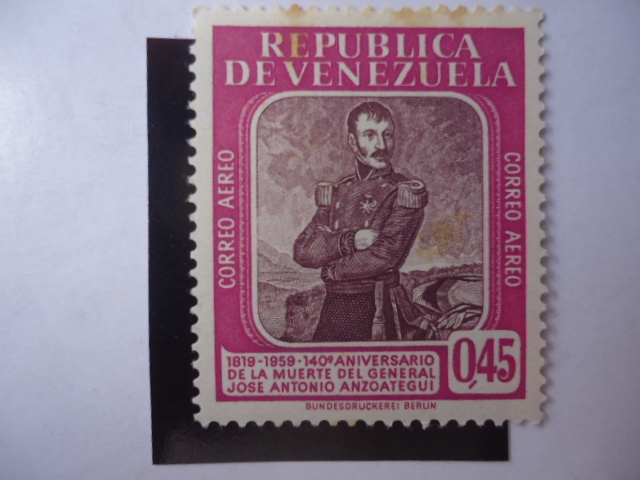 REPUBLICA
DE VENEZUELA
CORREO AEREO
CORREO AEREO
1819-1959-140º ANIVERSARIO
DE LA MUERTE DEL GENERAL
JOSE ANTONIO ANZOATEGUI
0,45
BUNDESDRUCKEREI BERLIN